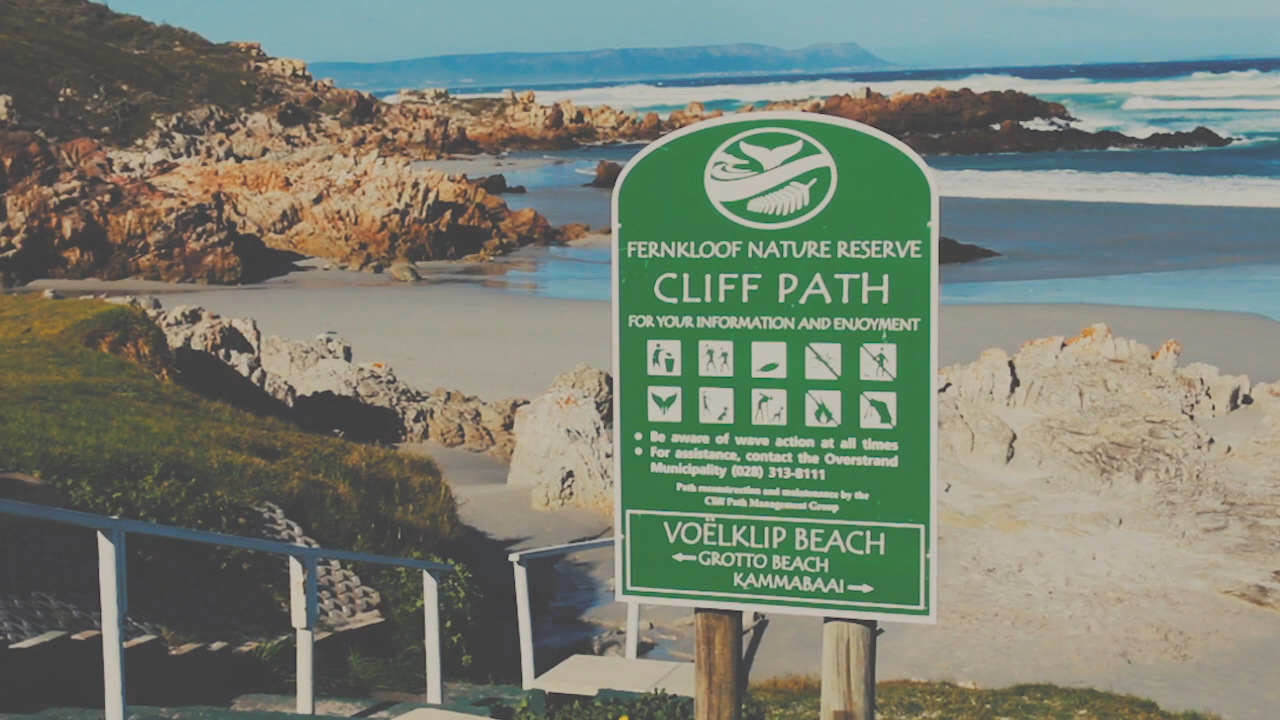 FERNKLOOF NATURE RESERVE
CLIFF PATH
FOR YOUR INFORMATION AND ENJOYMENT
• Be aware of wave action at all times
• For assistance, contact the Overstrand
Municipality (028) 313-8111
Path reconstruction and maintenance by the
Cliff Path Management Group
VOËLKLIP BEACH
← GROTTO BEACH
KAMMABAAI →